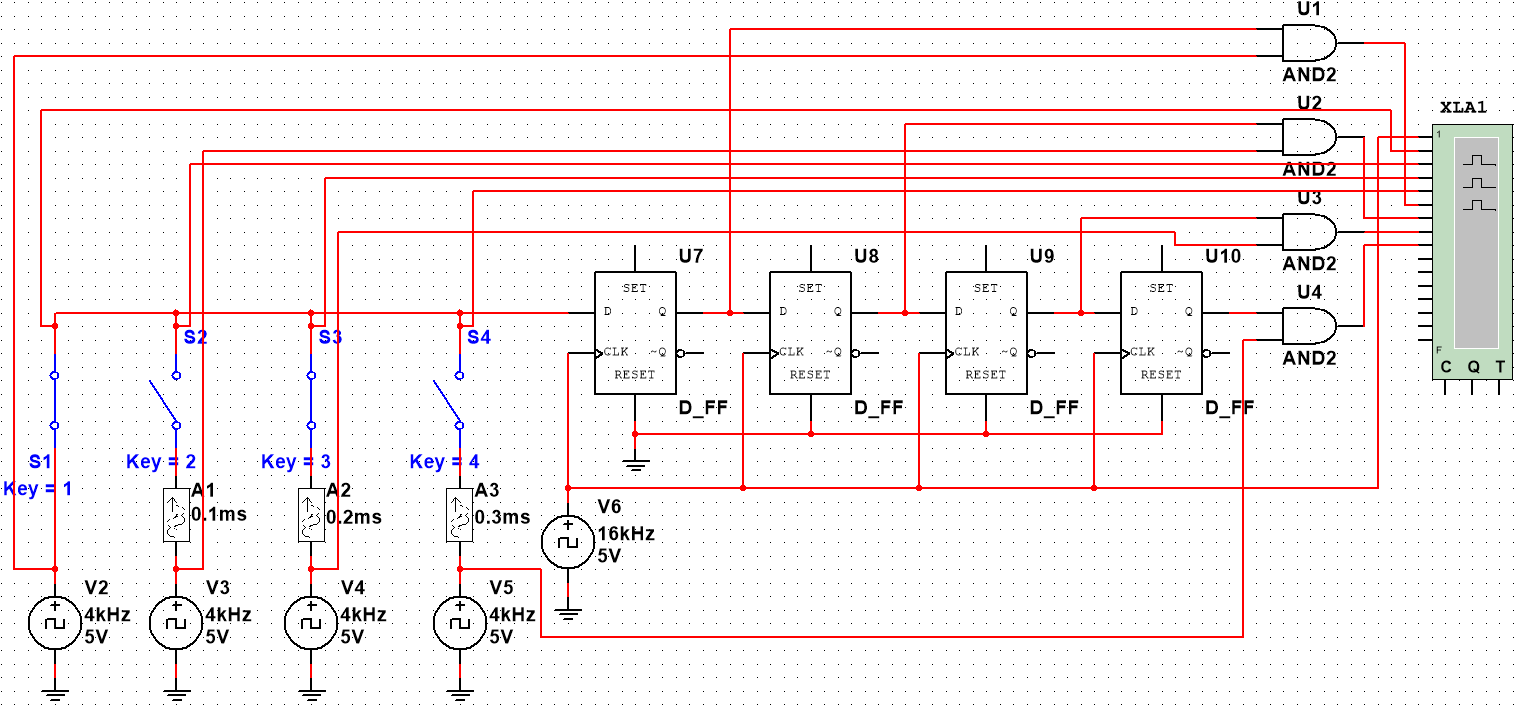 U1
AND2
U2
AND2
U3
AND2
U4
AND2
XLA1
1
F
C Q T
U7
SET
D Q
CLK ~Q
RESET
D_FF
U8
SET
D Q
CLK ~Q
RESET
D_FF
U9
SET
D Q
CLK ~Q
RESET
D_FF
U10
SET
D Q
CLK ~Q
RESET
D_FF
S1
Key = 1
S2
Key = 2
S3
Key = 3
S4
Key = 4
A1
0.1ms
A2
0.2ms
A3
0.3ms
V6
16kHz
5V
V2
4kHz
5V
V3
4kHz
5V
V4
4kHz
5V
V5
4kHz
5V